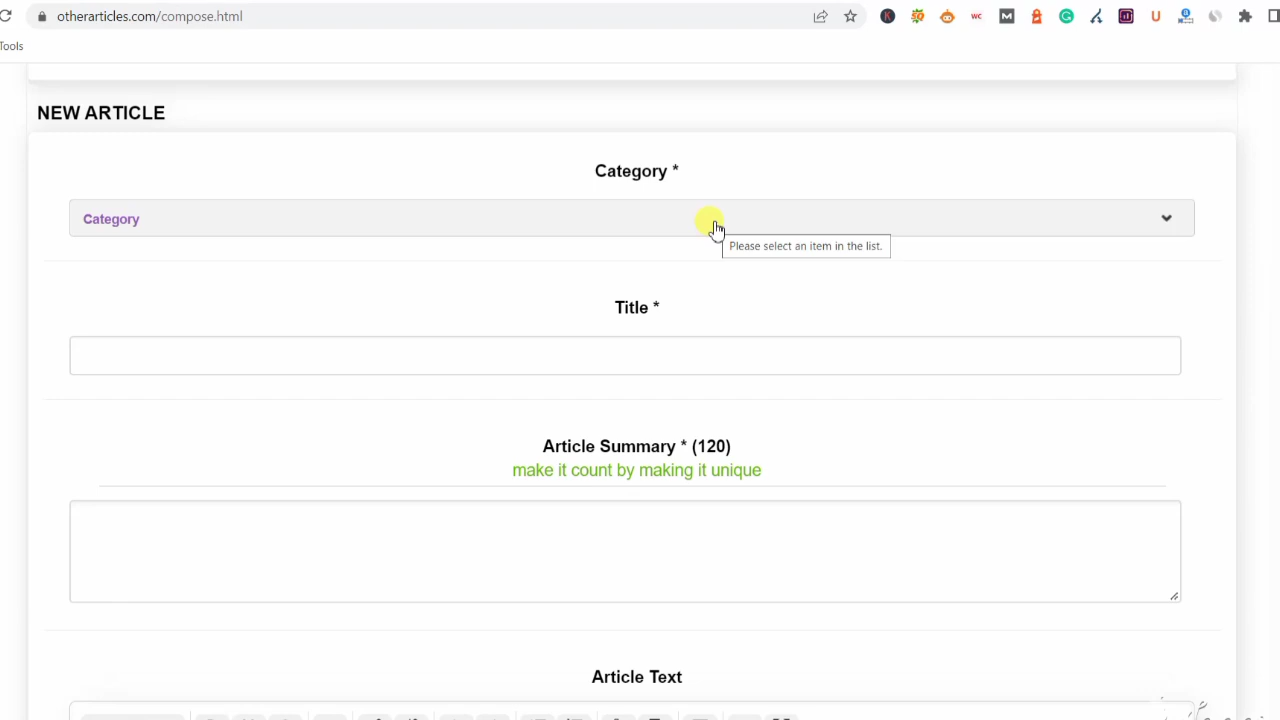 otherarticles.com/compose.html
Tools
NEW ARTICLE
Category *
Category
Please select an item in the list.
Title *
Article Summary * (120)
make it count by making it unique
Article Text